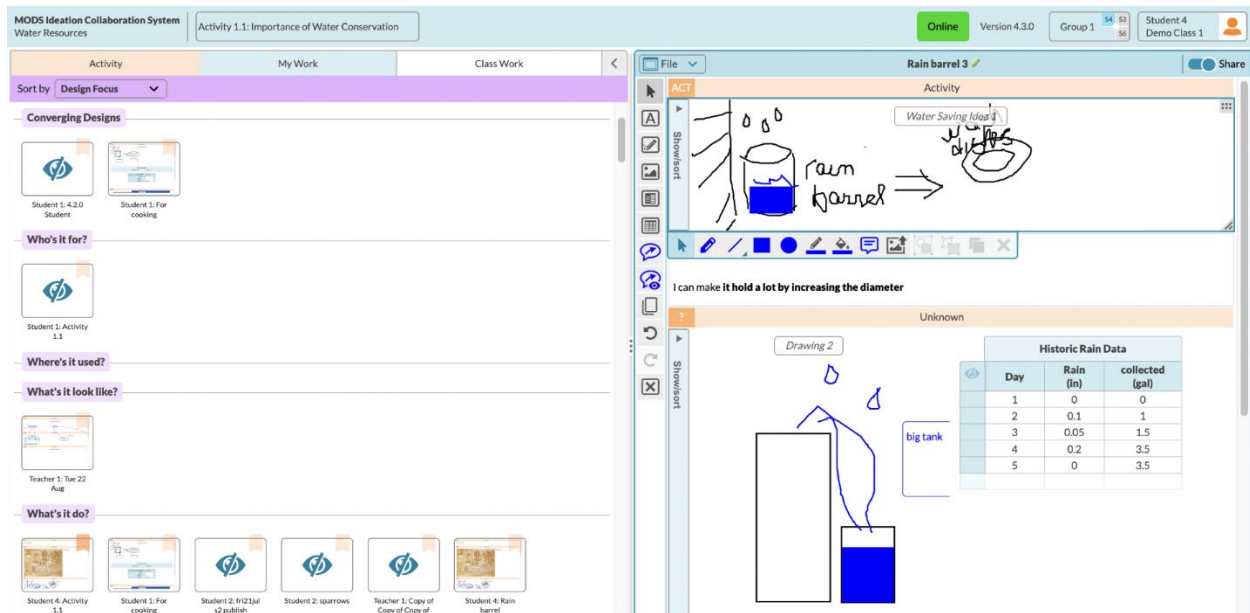 MODS Ideation Collaboration System
Water Resources
Activity 1.1: Importance of Water Conservation
Online
Version 4.3.0
Group 1
S4 S3
S6
Student 4
Demo Class 1
Activity
My Work
Class Work
Sort by Design Focus
Converging Designs
Student 1: 4.2.0
Student
Student 1: For
cooking
Who's it for?
Student 1: Activity
1.1
Where's it used?
What's it look like?
Teacher 1: Tue 22
Aug
What's it do?
Student 4: Activity
1.1
Student 1: For
cooking
Student 2: fri21jul
s2 publish
Student 2: sparrows
Teacher 1: Copy of
Copy of Copy of
Student 4: Rain
barrel
File
Rain barrel 3
Share
ACT
Activity
Show/sort
Water Saving Idea 1
rain
barrel
I can make it hold a lot by increasing the diameter
?
Unknown
Show/sort
Drawing 2
big tank
Historic Rain Data
Day Rain (in) collected (gal)
1 0 0
2 0.1 1
3 0.05 1.5
4 0.2 3.5
5 0 3.5